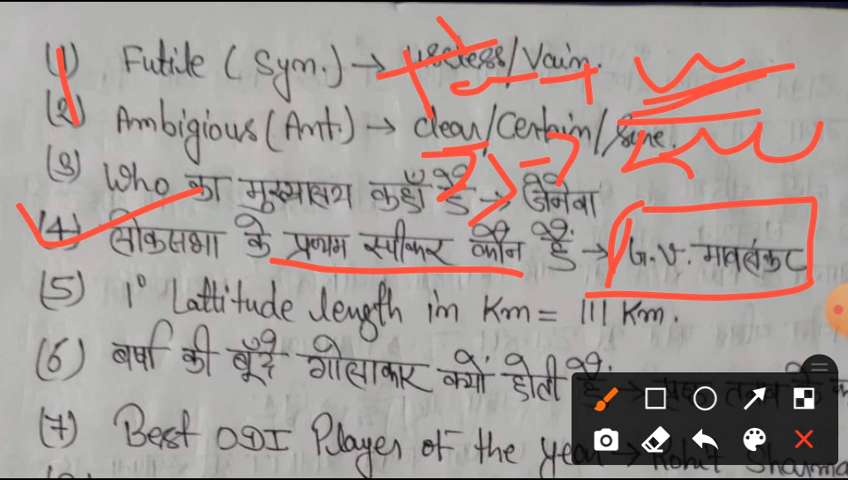 (1) Futile (Syn.) → useless/Vain.
(2) Ambigious (Ant.) → clear/Certain/Sure.
(3) Who का मुख्यालय कहाँ है → जेनेवा
(4) लोकसभा के प्रथम स्पीकर कौन हैं → G.V. मावलंकर
(5) 1° Lattitude length in Km = 111 Km.
(6) बर्षा की बूँदें गोलाकार क्यों होती हैं →
(7) Best ODI Player of the year → Rohit Sharma